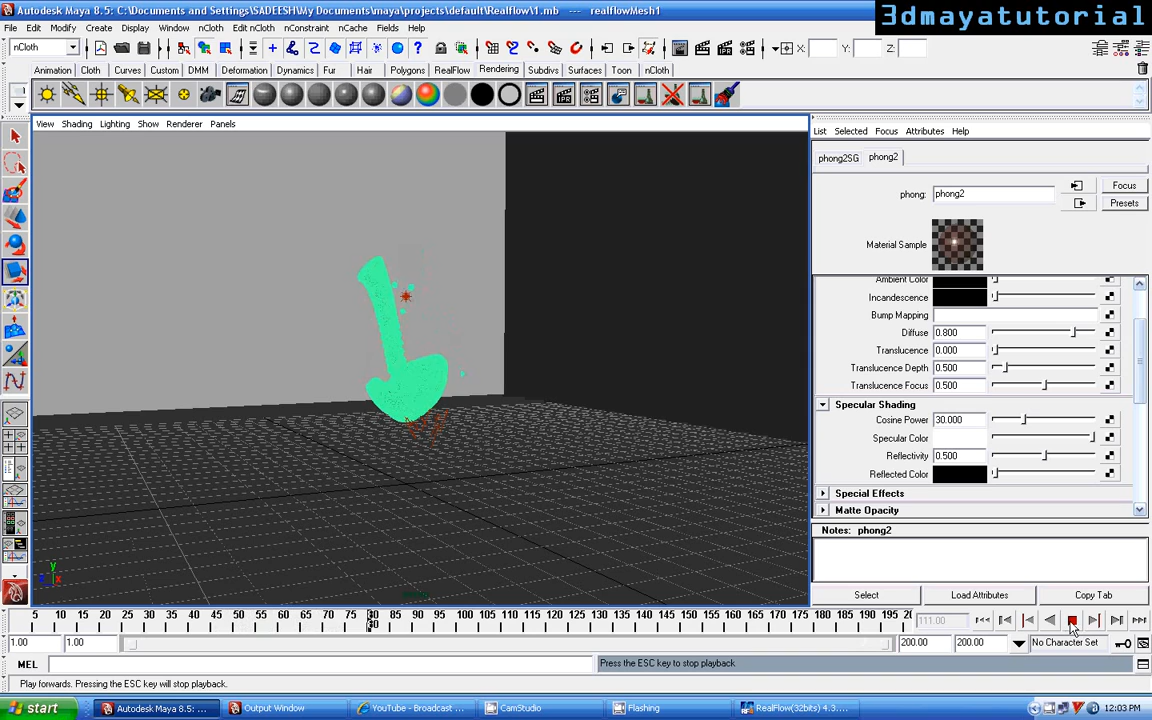 Autodesk Maya 8.5: C:\Documents and Settings\SADEESH\My Documents\maya\projects\default\Realflow\1.mb --- realflowMesh1
3dmayatutorial
File Edit Modify Create Display Window nCloth Edit nCloth nConstraint nCache Fields Help
nCloth
X: Y: Z:
Animation Cloth Curves Custom DMM Deformation Dynamics Fur Hair Polygons RealFlow Rendering Subdivs Surfaces Toon nCloth
IPR
View Shading Lighting Show Renderer Panels
List Selected Focus Attributes Help
phong2SG phong2
phong: phong2
Focus
Presets
Material Sample
Ambient Color
Incandescence
Bump Mapping
Diffuse 0.800
Translucence 0.000
Translucence Depth 0.500
Translucence Focus 0.500
Specular Shading
Cosine Power 30.000
Specular Color
Reflectivity 0.500
Reflected Color
Special Effects
Matte Opacity
Notes: phong2
Select Load Attributes Copy Tab
y
x
5 10 15 20 25 30 35 40 45 50 55 60 65 70 75 80 85 90 95 100 105 110 115 120 125 130 135 140 145 150 155 160 165 170 175 180 185 190 195 20
111.00
1.00 1.00 200.00 200.00 No Character Set
MEL Press the ESC key to stop playback
Play forwards. Pressing the ESC key will stop playback.
start Autodesk Maya 8.5: ... Output Window YouTube - Broadcast ... CamStudio Flashing RealFlow(32bits) 4.3.... 12:03 PM